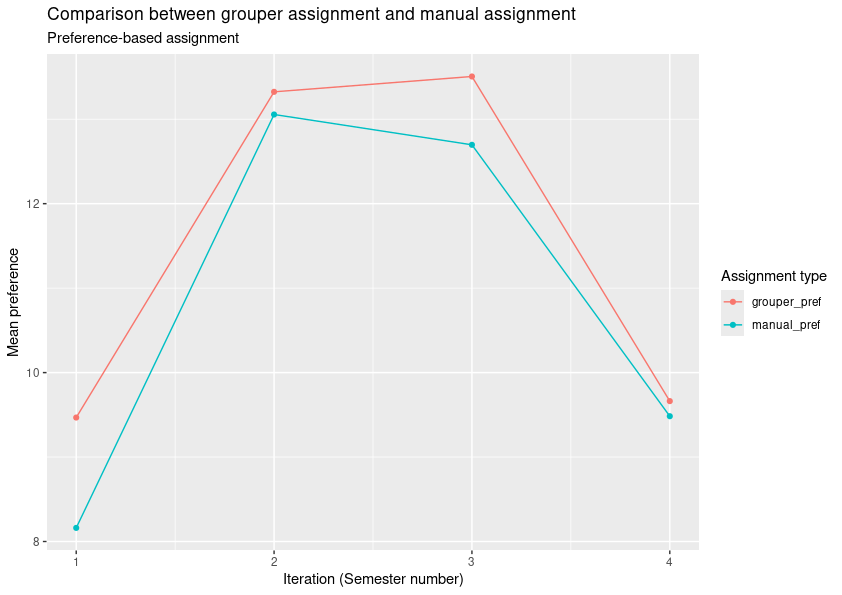 Comparison between grouper assignment and manual assignment
Preference-based assignment
Mean preference
12
10
8
1 2 3 4
Iteration (Semester number)
Assignment type
grouper_pref
manual_pref